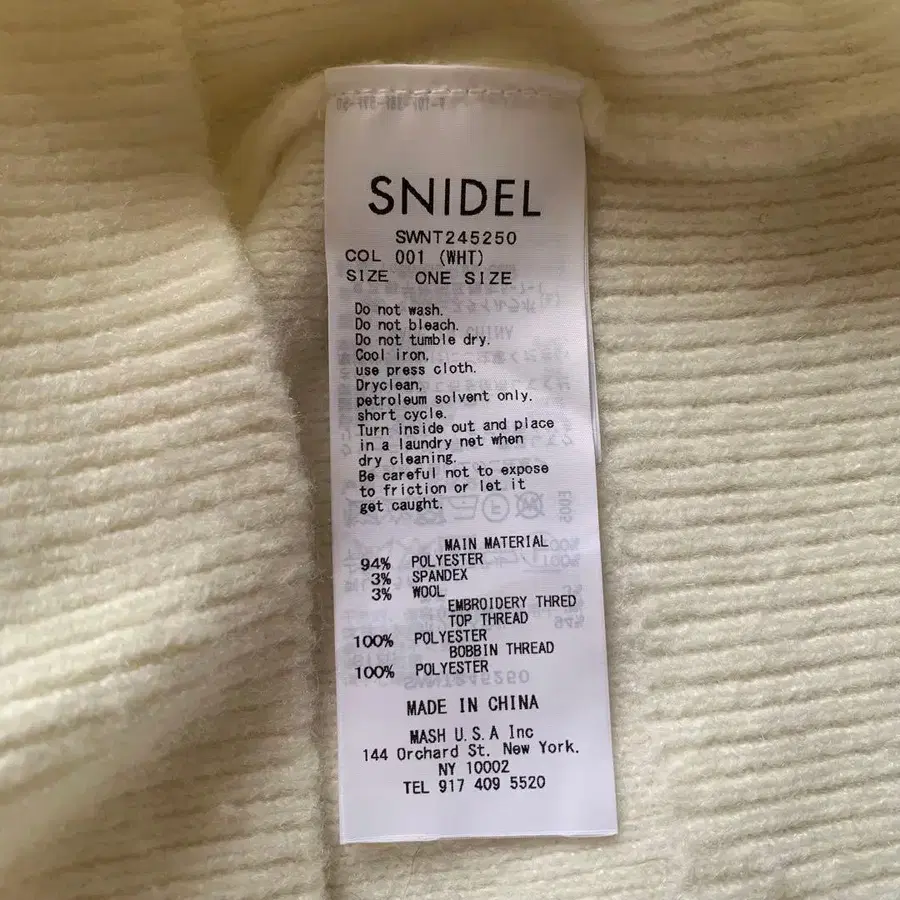 SNIDEL
SWNT245250
COL 001 (WHT)
SIZE ONE SIZE
Do not wash.
Do not bleach.
Do not tumble dry.
Cool iron,
use press cloth.
Dryclean,
petroleum solvent only.
short cycle.
Turn inside out and place
in a laundry net when
dry cleaning.
Be careful not to expose
to friction or let it
get caught.
MAIN MATERIAL
94% POLYESTER
3% SPANDEX
3% WOOL
EMBROIDERY THRED
TOP THREAD
100% POLYESTER
BOBBIN THREAD
100% POLYESTER
MADE IN CHINA
MASH U.S.A Inc
144 Orchard St. New York.
NY 10002
TEL 917 409 5520